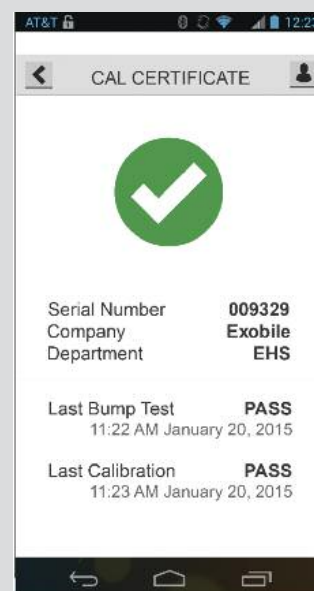 AT&T 12:23
CAL CERTIFICATE
Serial Number 009329
Company Exobile
Department EHS
Last Bump Test PASS
11:22 AM January 20, 2015
Last Calibration PASS
11:23 AM January 20, 2015